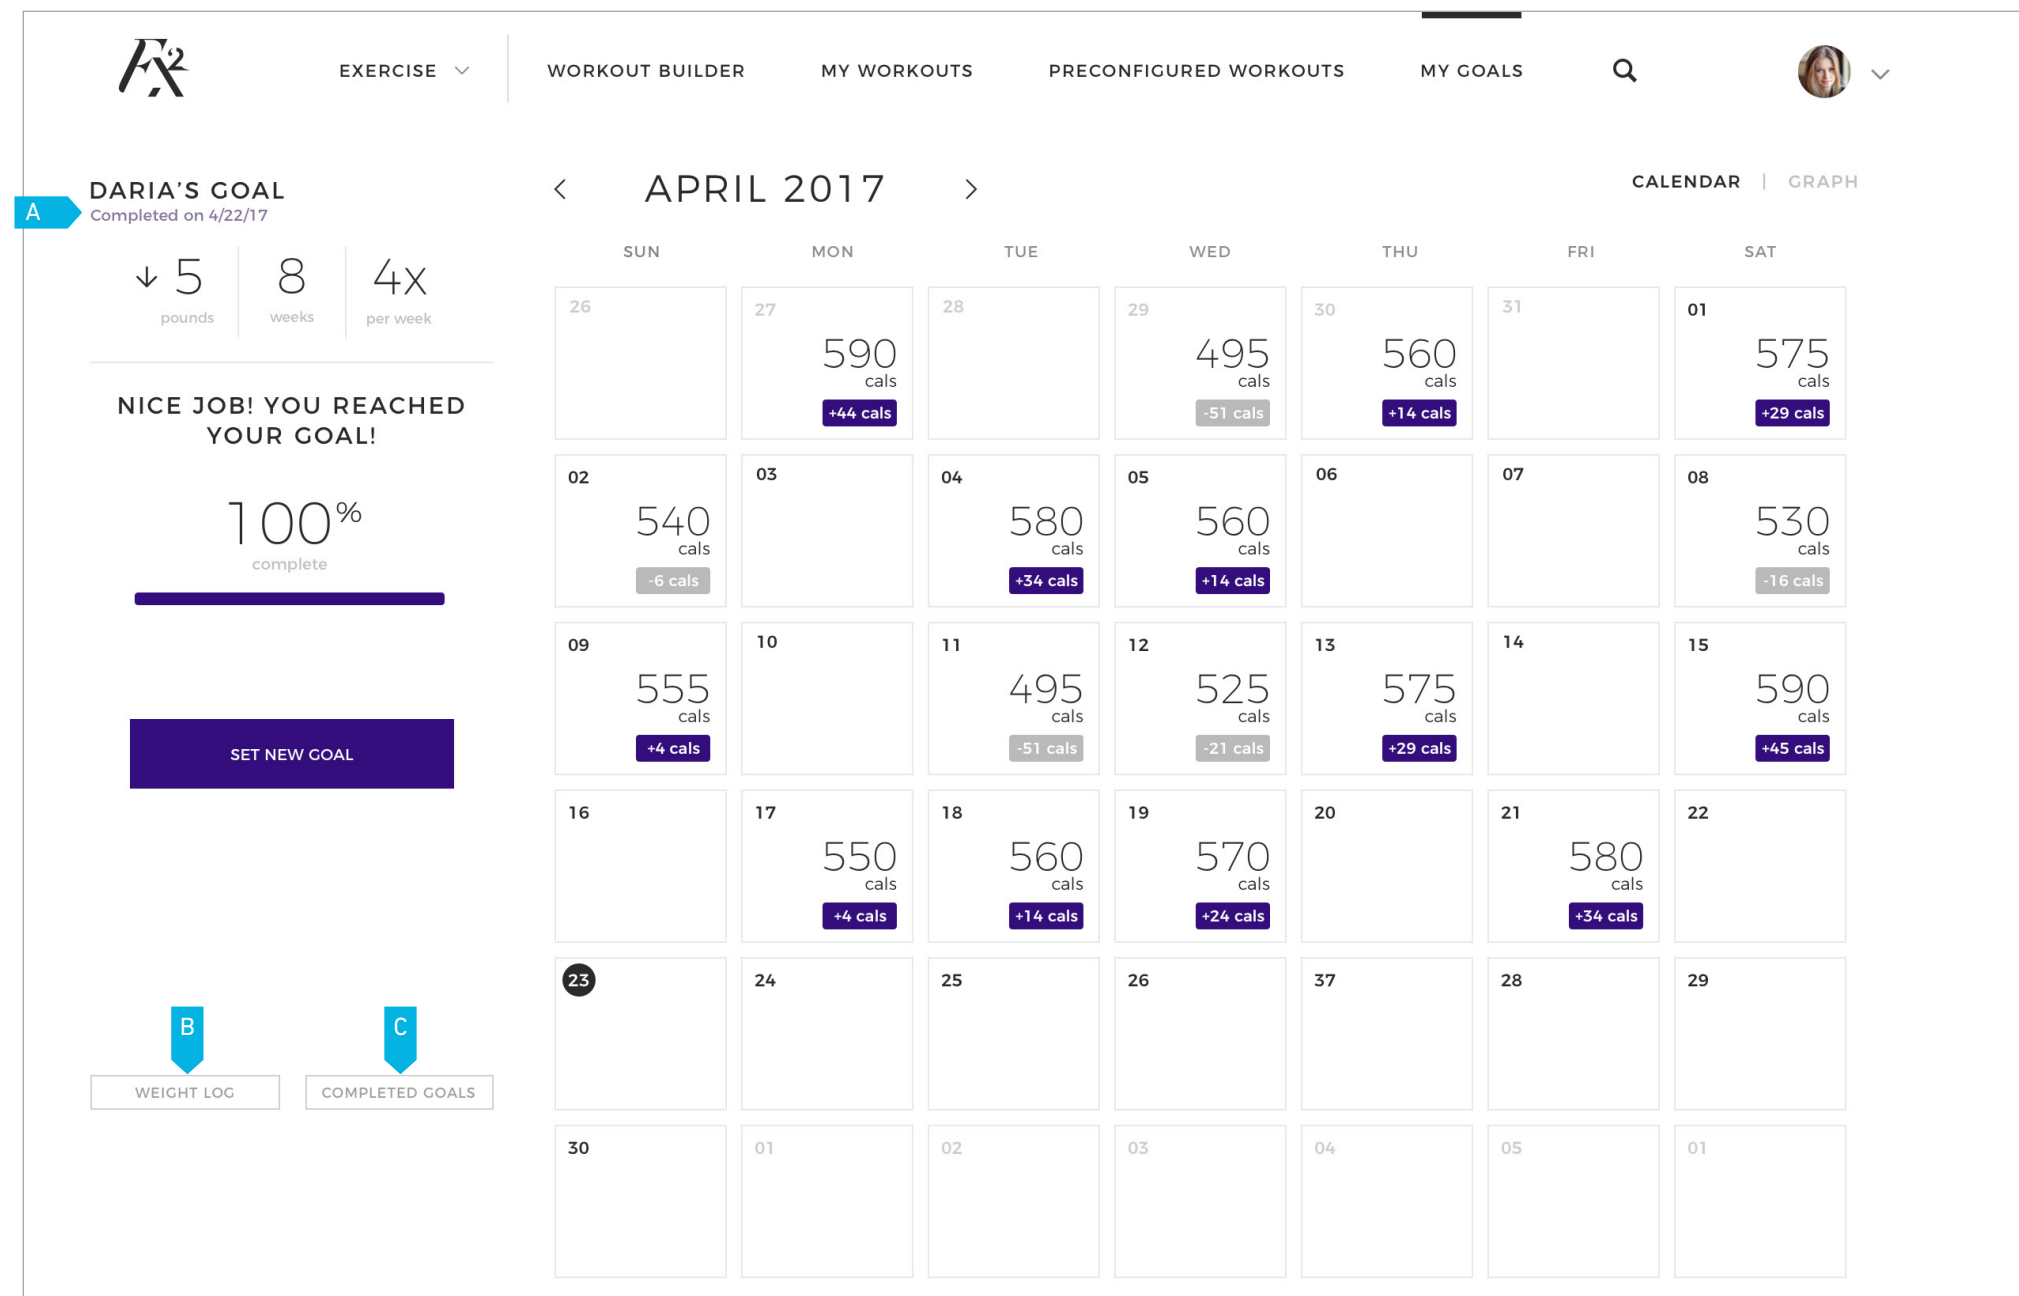 FX2
EXERCISE
WORKOUT BUILDER
MY WORKOUTS
PRECONFIGURED WORKOUTS
MY GOALS
A
DARIA'S GOAL
Completed on 4/22/17
5
pounds
8
weeks
4x
per week
NICE JOB! YOU REACHED
YOUR GOAL!
100%
complete
SET NEW GOAL
B
C
WEIGHT LOG
COMPLETED GOALS
APRIL 2017
CALENDAR | GRAPH
SUN MON TUE WED THU FRI SAT
26
27
590
cals
+44 cals
28
29
495
cals
-51 cals
30
560
cals
+14 cals
31
01
575
cals
+29 cals
02
540
cals
-6 cals
03
04
580
cals
+34 cals
05
560
cals
+14 cals
06
07
08
530
cals
-16 cals
09
555
cals
+4 cals
10
11
495
cals
-51 cals
12
525
cals
-21 cals
13
575
cals
+29 cals
14
15
590
cals
+45 cals
16
17
550
cals
+4 cals
18
560
cals
+14 cals
19
570
cals
+24 cals
20
21
580
cals
+34 cals
22
23
24
25
26
37
28
29
30
01
02
03
04
05
01